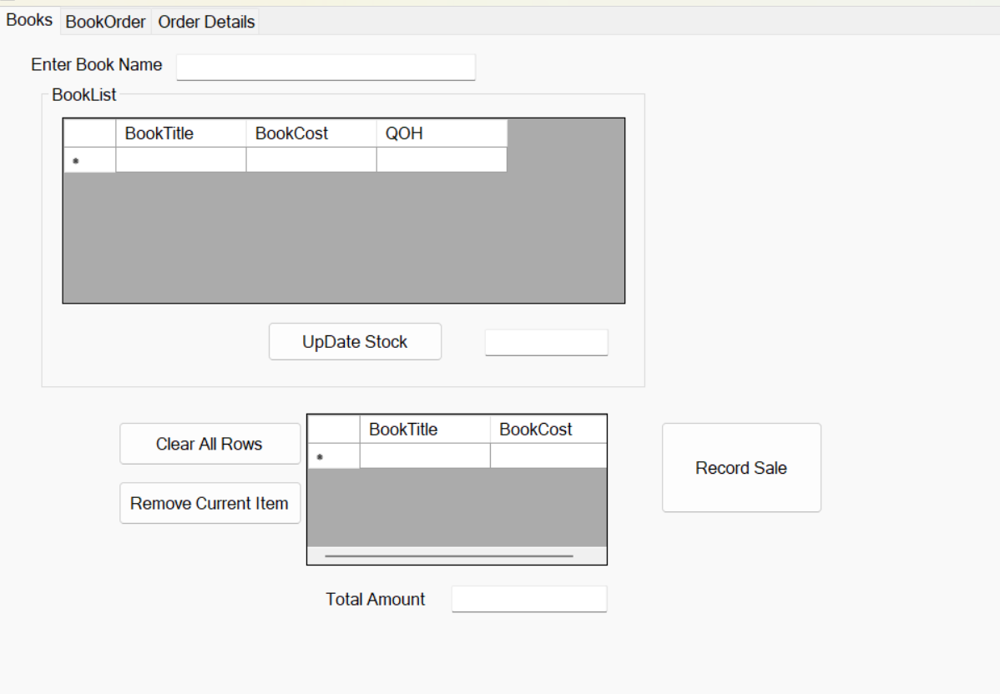 Books BookOrder Order Details
Enter Book Name
BookList
BookTitle BookCost QOH
*
UpDate Stock
Clear All Rows
Remove Current Item
BookTitle BookCost
*
Record Sale
Total Amount